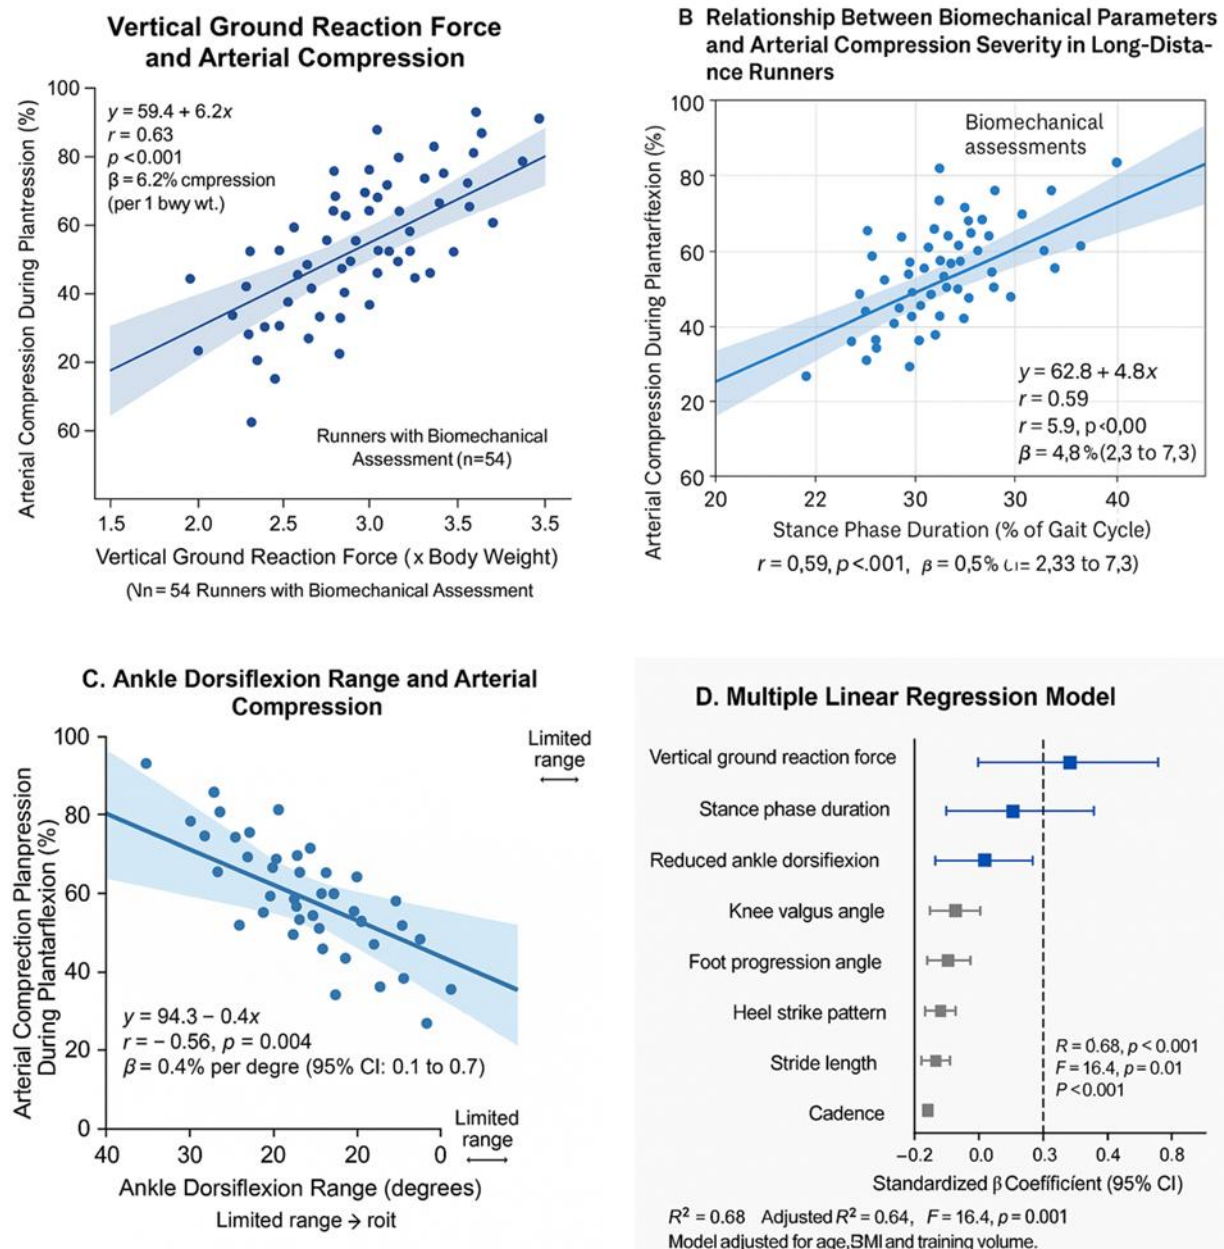 Vertical Ground Reaction Force
and Arterial Compression
Arterial Compression During Plantression (%)
100
80
60
40
20
60
y = 59.4 + 6.2x
r = 0.63
p <0.001
β = 6.2% cmpression
(per 1 bwy wt.)
Runners with Biomechanical
Assessment (n=54)
1.5 2.0 2.5 3.0 3.5 3.5
Vertical Ground Reaction Force (x Body Weight)
n = 54 Runners with Biomechanical Assessment
B Relationship Between Biomechanical Parameters
and Arterial Compression Severity in Long-Dista-
nce Runners
Arterial Compression During Plantarflexion (%)
100
80
60
40
20
60
Biomechanical
assessments
y = 62.8 + 4.8x
r = 0.59
r = 5.9, p<0,00
β = 4,8% (2,3 to 7,3)
20 22 30 30 40
Stance Phase Duration (% of Gait Cycle)
r = 0,59, p<.001, β = 0,5% = 2,33 to 7,3)
C. Ankle Dorsiflexion Range and Arterial
Compression
Limited
range
Arterial Comprection Planpression
During Plantarflexion (%)
100
80
60
40
20
0
y = 94.3 – 0.4x
r = – 0.56, p = 0.004
β = 0.4% per degre (95% CI: 0.1 to 0.7)
Limited
range
40 30 20 20 0
Ankle Dorsiflexion Range (degrees)
Limited range → roit
D. Multiple Linear Regression Model
Vertical ground reaction force
Stance phase duration
Reduced ankle dorsifiexion
Knee valgus angle
Foot progression angle
Heel strike pattern
Stride length
Cadence
R = 0.68, p < 0.001
F = 16.4, p = 0.01
P < 0.001
–0.2 0.0 0.3 0.4 0.8
Standardized β Coefficient (95% CI)
R² = 0.68 Adjusted R² = 0.64, F = 16.4, p = 0.001
Model adjusted for age, BMI and training volume.